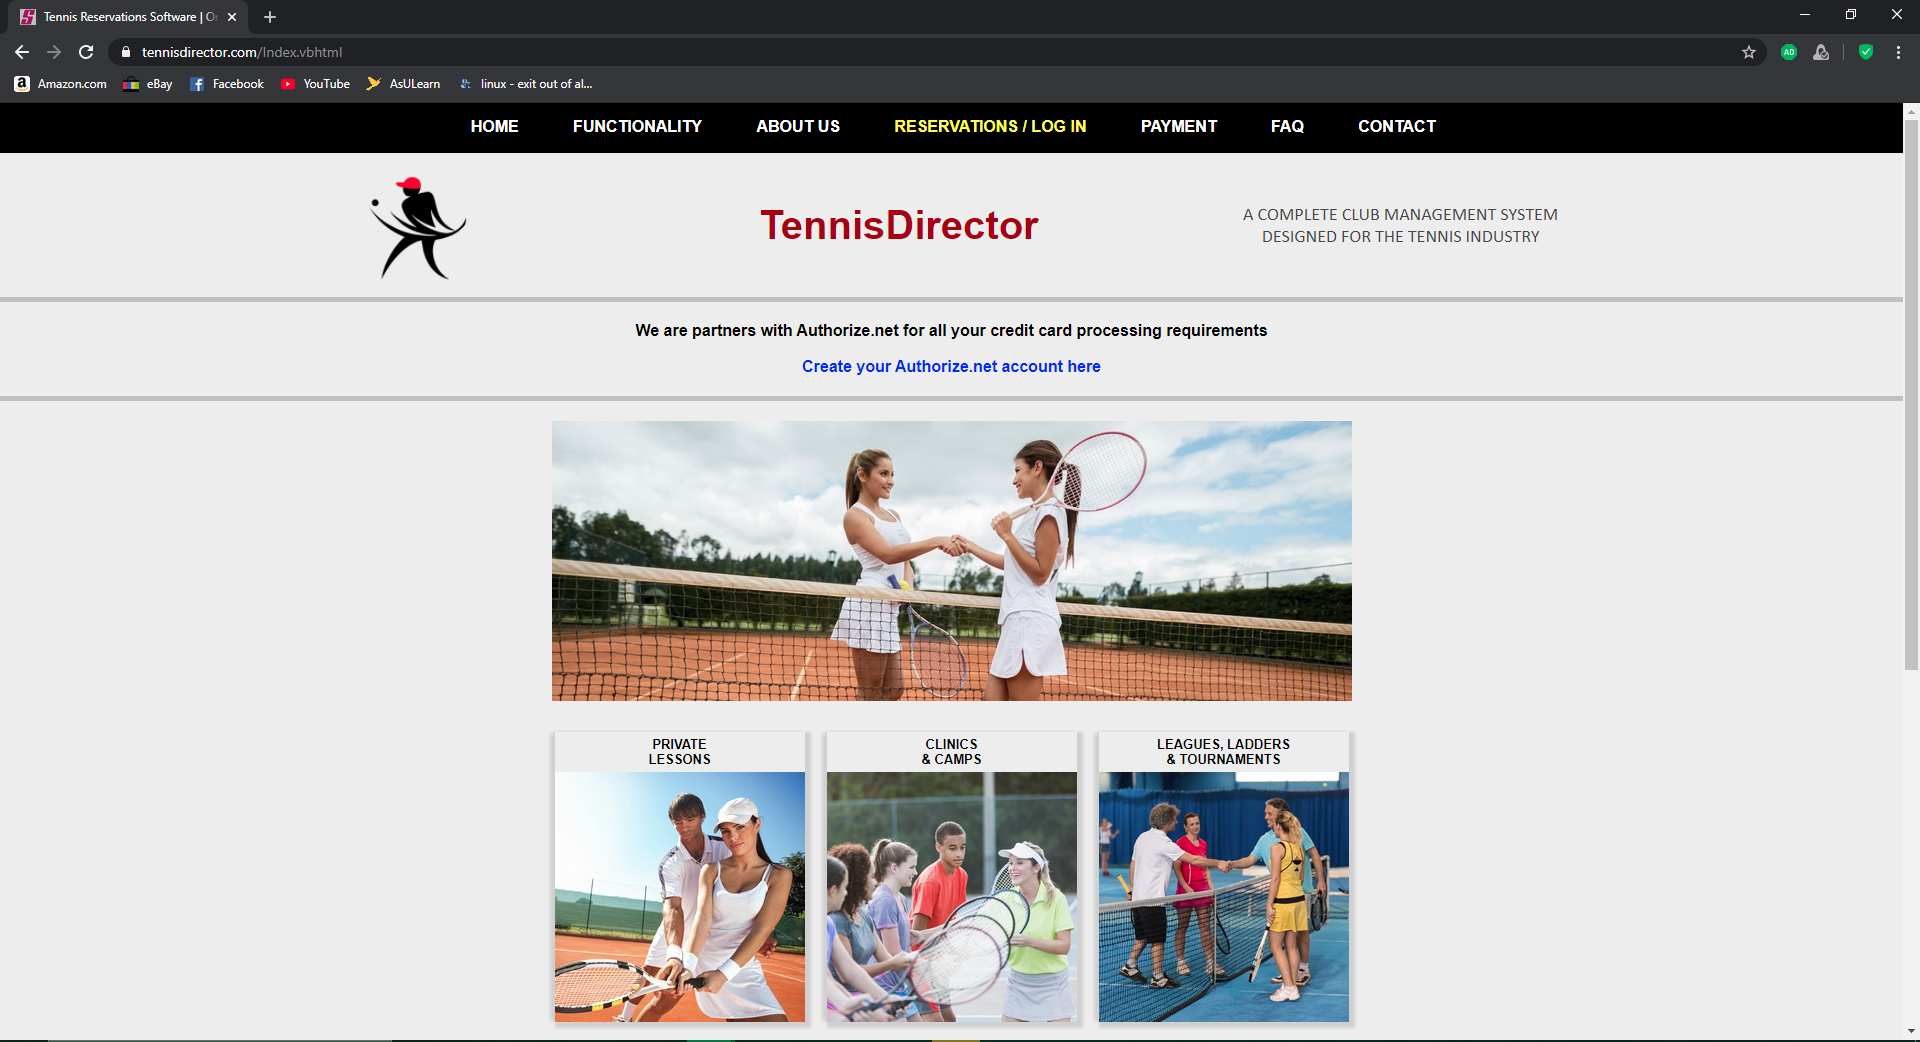 Tennis Reservations Software | Or
tennisdirector.com/Index.vbhtml
AD
Amazon.com
eBay
Facebook
YouTube
AsULearn
linux - exit out of al...
HOME
FUNCTIONALITY
ABOUT US
RESERVATIONS / LOG IN
PAYMENT
FAQ
CONTACT
TennisDirector
A COMPLETE CLUB MANAGEMENT SYSTEM
DESIGNED FOR THE TENNIS INDUSTRY
We are partners with Authorize.net for all your credit card processing requirements
Create your Authorize.net account here
PRIVATE
LESSONS
CLINICS
& CAMPS
LEAGUES, LADDERS
& TOURNAMENTS